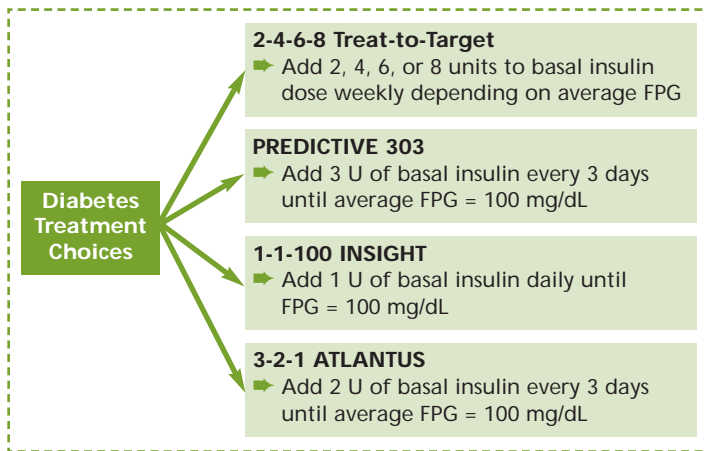 Diabetes
Treatment
Choices
2-4-6-8 Treat-to-Target
➨ Add 2, 4, 6, or 8 units to basal insulin
dose weekly depending on average FPG
PREDICTIVE 303
➨ Add 3 U of basal insulin every 3 days
until average FPG = 100 mg/dL
1-1-100 INSIGHT
➨ Add 1 U of basal insulin daily until
FPG = 100 mg/dL
3-2-1 ATLANTUS
➨ Add 2 U of basal insulin every 3 days
until average FPG = 100 mg/dL